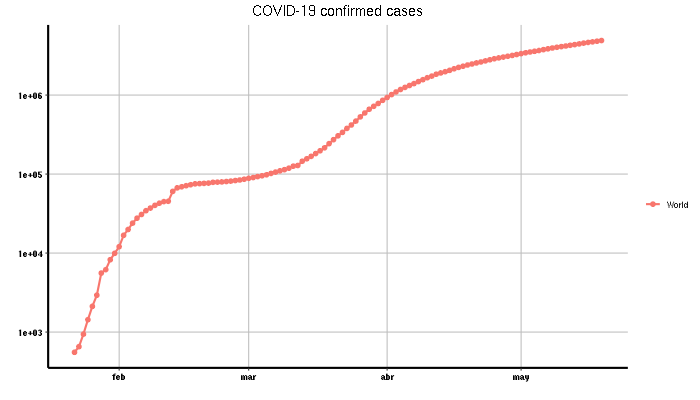 COVID-19 confirmed cases
1e+06
1e+05
1e+04
1e+03
feb mar abr may
World